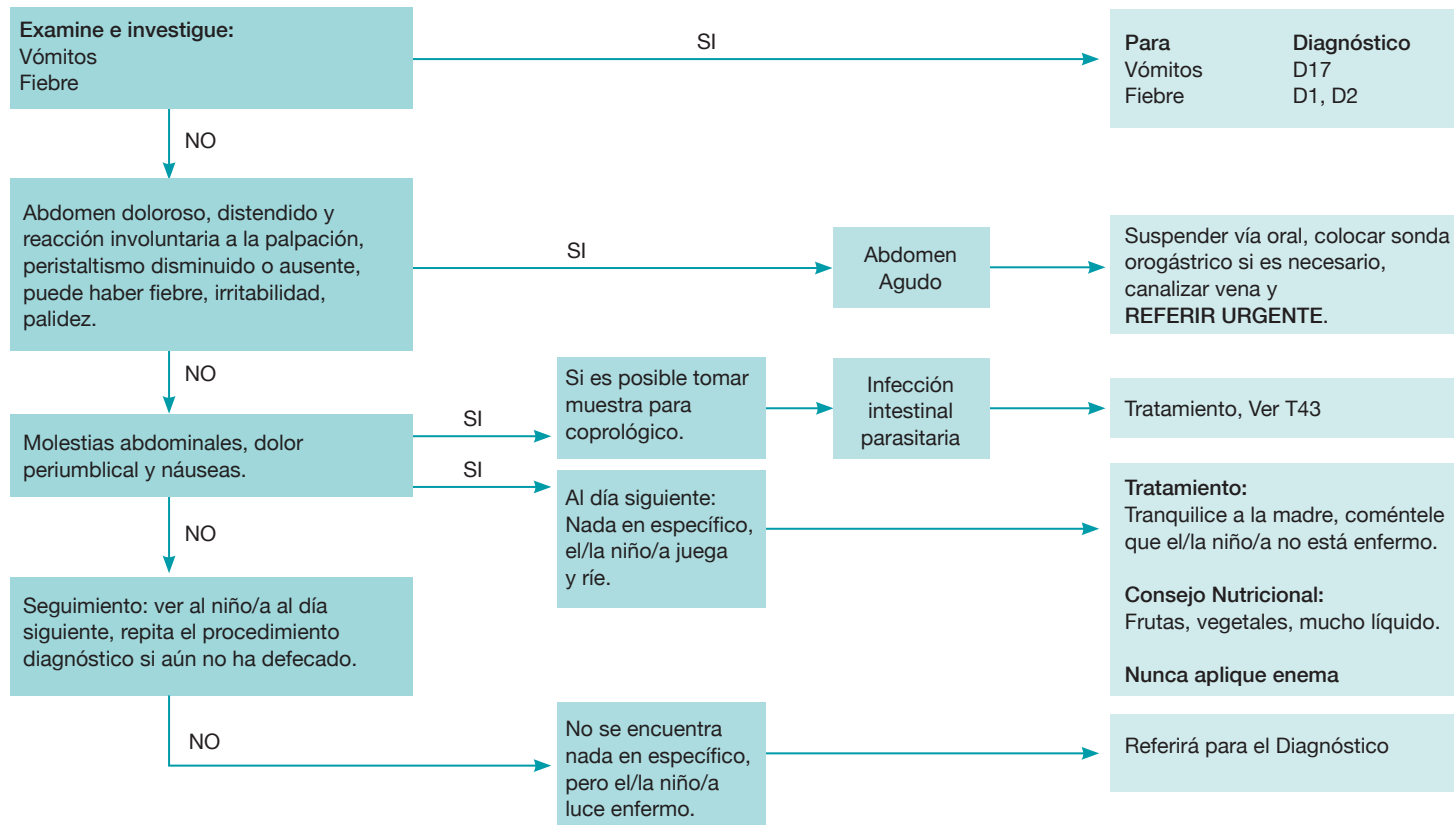 Examine e investigue:
Vómitos
Fiebre
SI
Para Diagnóstico
Vómitos D17
Fiebre D1, D2
NO
Abdomen doloroso, distendido y
reacción involuntaria a la palpación,
peristaltismo disminuido o ausente,
puede haber fiebre, irritabilidad,
palidez.
SI
Abdomen
Agudo
Suspender vía oral, colocar sonda
orogástrico si es necesario,
canalizar vena y
REFERIR URGENTE.
NO
Molestias abdominales, dolor
periumblical y náuseas.
SI
Si es posible tomar
muestra para
coprológico.
Infección
intestinal
parasitaria
Tratamiento, Ver T43
SI
Al día siguiente:
Nada en específico,
el/la niño/a juega
y ríe.
Tratamiento:
Tranquilice a la madre, coméntele
que el/la niño/a no está enfermo.
Consejo Nutricional:
Frutas, vegetales, mucho líquido.
Nunca aplique enema
NO
Seguimiento: ver al niño/a al día
siguiente, repita el procedimiento
diagnóstico si aún no ha defecado.
NO
No se encuentra
nada en específico,
pero el/la niño/a
luce enfermo.
Referirá para el Diagnóstico